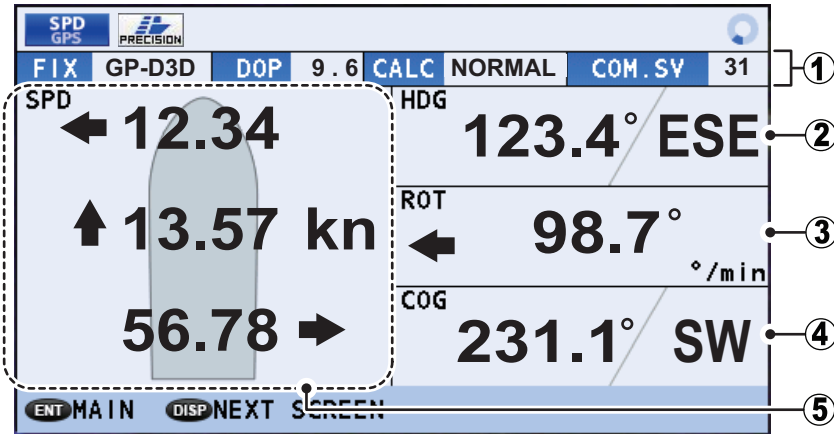 SPD
GPS
PRECISION
FIX GP-D3D DOP 9.6 CALC NORMAL COM.SV 31
①
SPD
← 12.34
↑ 13.57 kn
56.78 →
HDG
123.4° ESE
②
ROT
← 98.7°
°/min
③
COG
231.1° SW
④
ENT MAIN DISP NEXT SCREEN
⑤